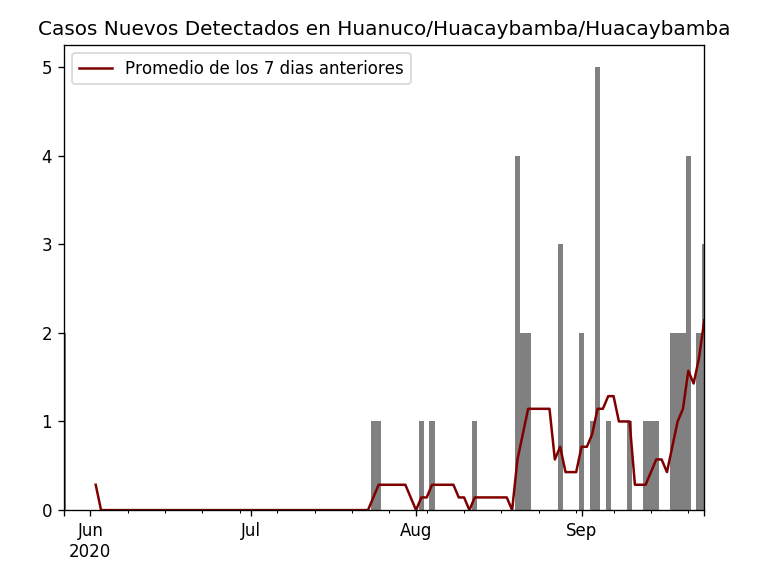 Casos Nuevos Detectados en Huanuco/Huacaybamba/Huacaybamba
Promedio de los 7 dias anteriores
5
4
3
2
1
0
Jun
2020
Jul
Aug
Sep